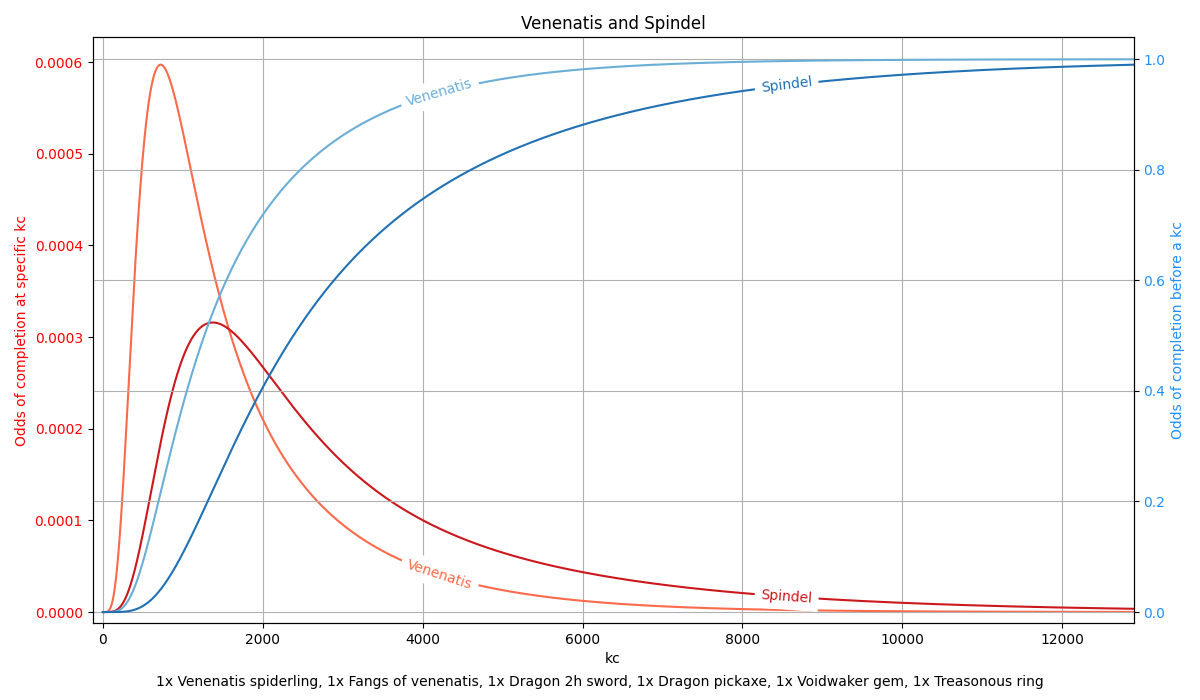 Venenatis and Spindel
Odds of completion at specific kc
0.0006
0.0005
0.0004
0.0003
0.0002
0.0001
0.0000
Venenatis
Spindel
Venenatis
Spindel
1.0
0.8
0.6
0.4
0.2
0.0
Odds of completion before a kc
0 2000 4000 6000 8000 10000 12000
kc
1x Venenatis spiderling, 1x Fangs of venenatis, 1x Dragon 2h sword, 1x Dragon pickaxe, 1x Voidwaker gem, 1x Treasonous ring